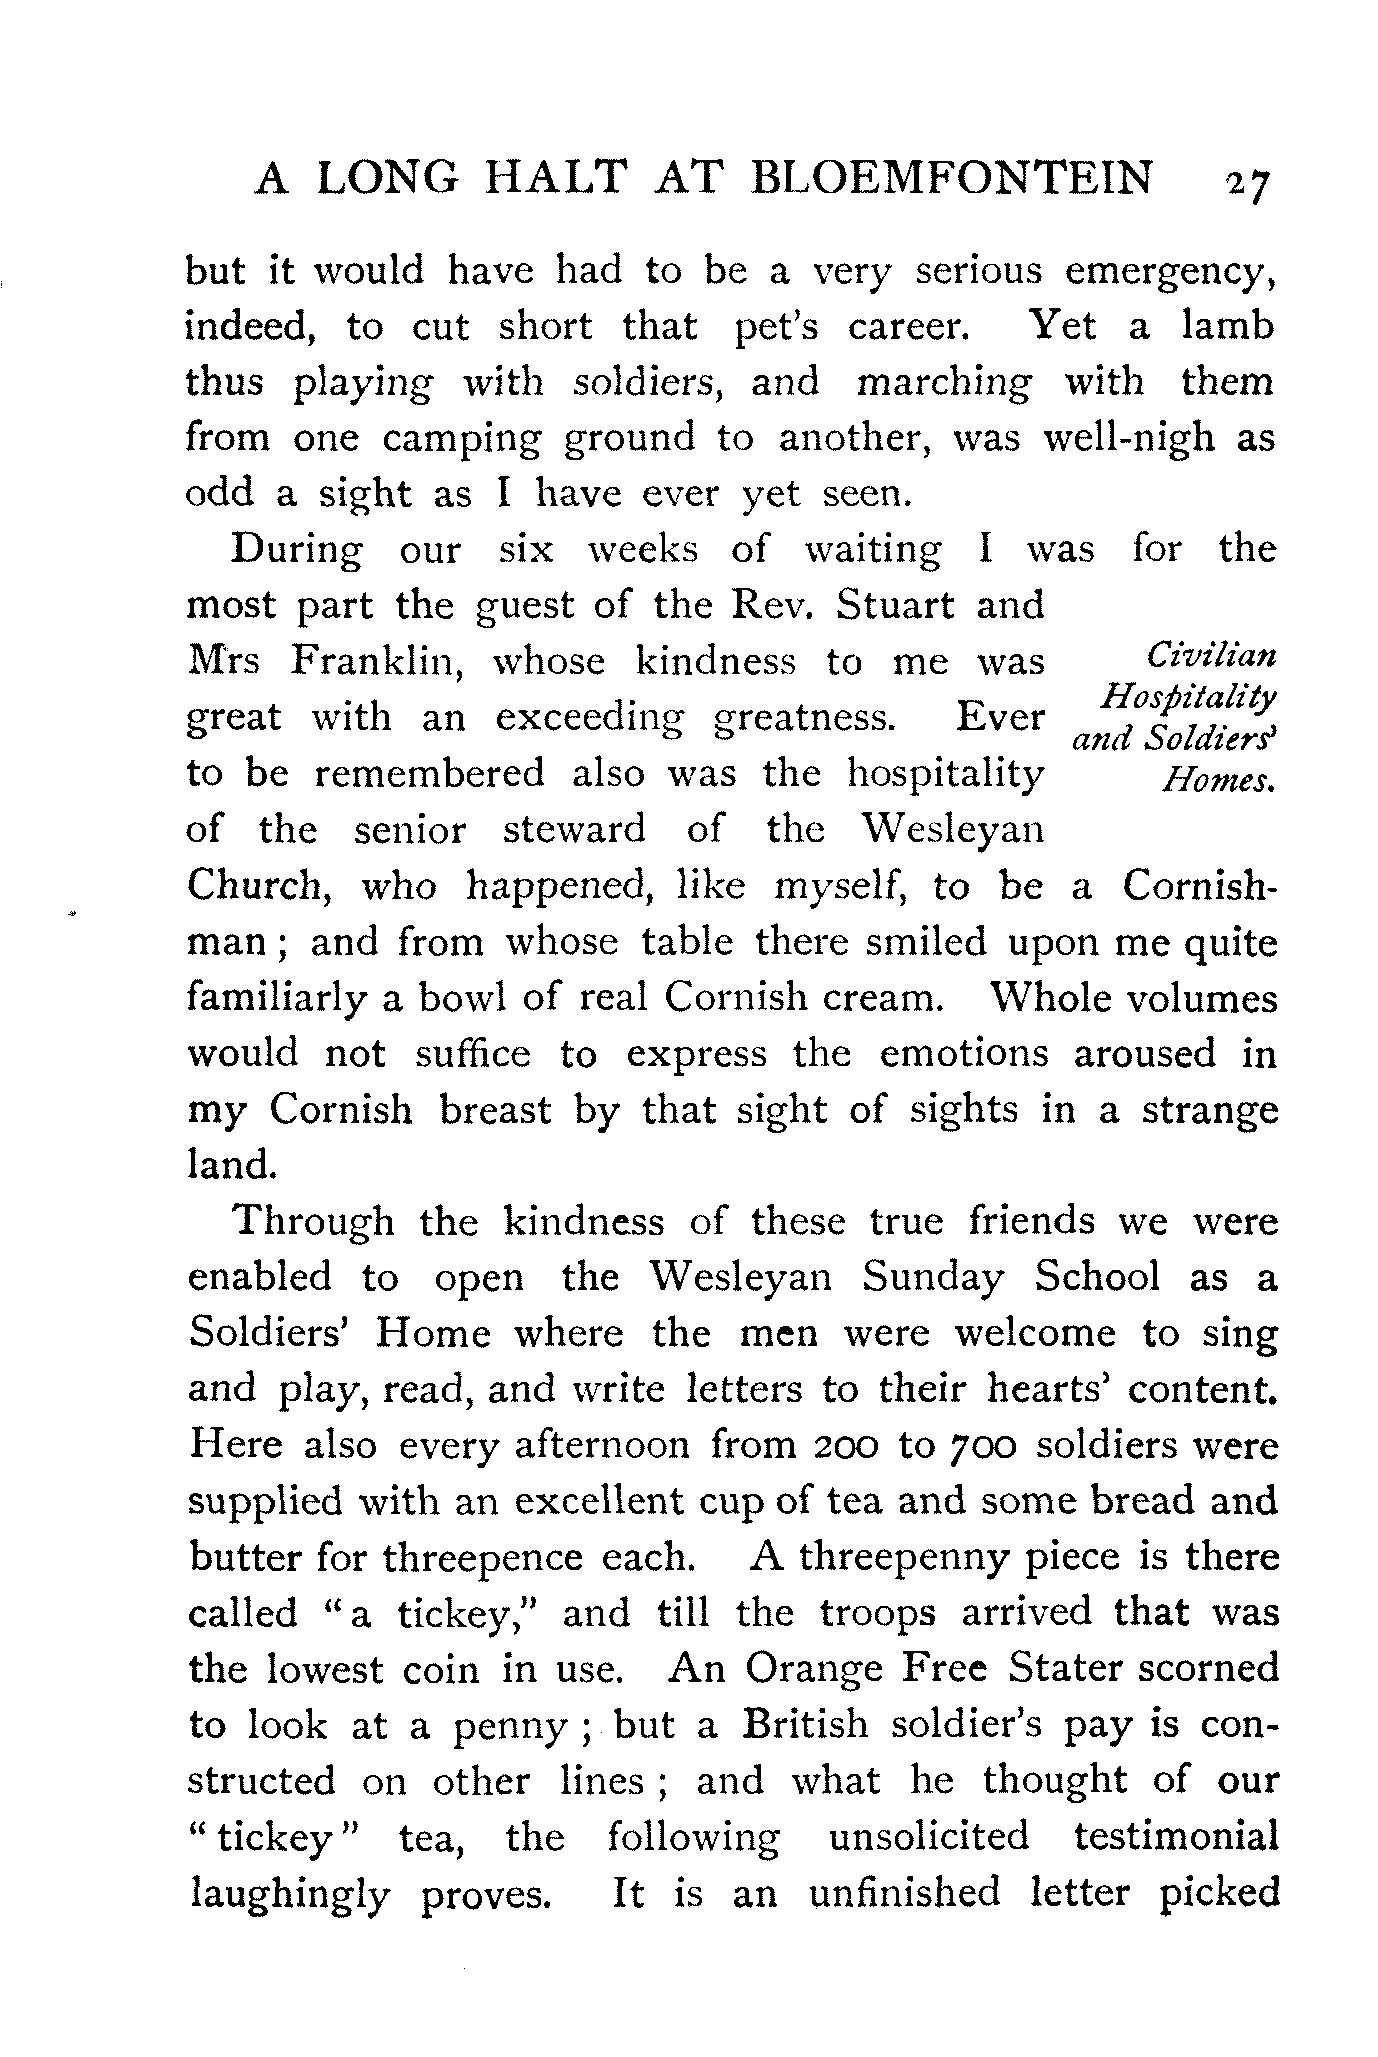 A LONG HALT AT BLOEMFONTEIN 27
but it would have had to be a very serious emergency,
indeed, to cut short that pet's career. Yet a lamb
thus playing with soldiers, and marching with them
from one camping ground to another, was well-nigh as
odd a sight as I have ever yet seen.
During our six weeks of waiting I was for the
most part the guest of the Rev. Stuart and
Mrs Franklin, whose kindness to me was
great with an exceeding greatness. Ever
to be remembered also was the hospitality
of the senior steward of the Wesleyan
Civilian
Hospitality
and Soldiers'
Homes.
Church, who happened, like myself, to be a Cornish-
man ; and from whose table there smiled upon me quite
familiarly a bowl of real Cornish cream. Whole volumes
would not suffice to express the emotions aroused in
my Cornish breast by that sight of sights in a strange
land.
Through the kindness of these true friends we were
enabled to open the Wesleyan Sunday School as a
Soldiers' Home where the men were welcome to sing
and play, read, and write letters to their hearts' content.
Here also every afternoon from 200 to 700 soldiers were
supplied with an excellent cup of tea and some bread and
butter for threepence each. A threepenny piece is there
called "a tickey," and till the troops arrived that was
the lowest coin in use. An Orange Free Stater scorned
to look at a penny ; but a British soldier's pay is con-
structed on other lines ; and what he thought of our
"tickey" tea, the following unsolicited testimonial
laughingly proves. It is an unfinished letter picked